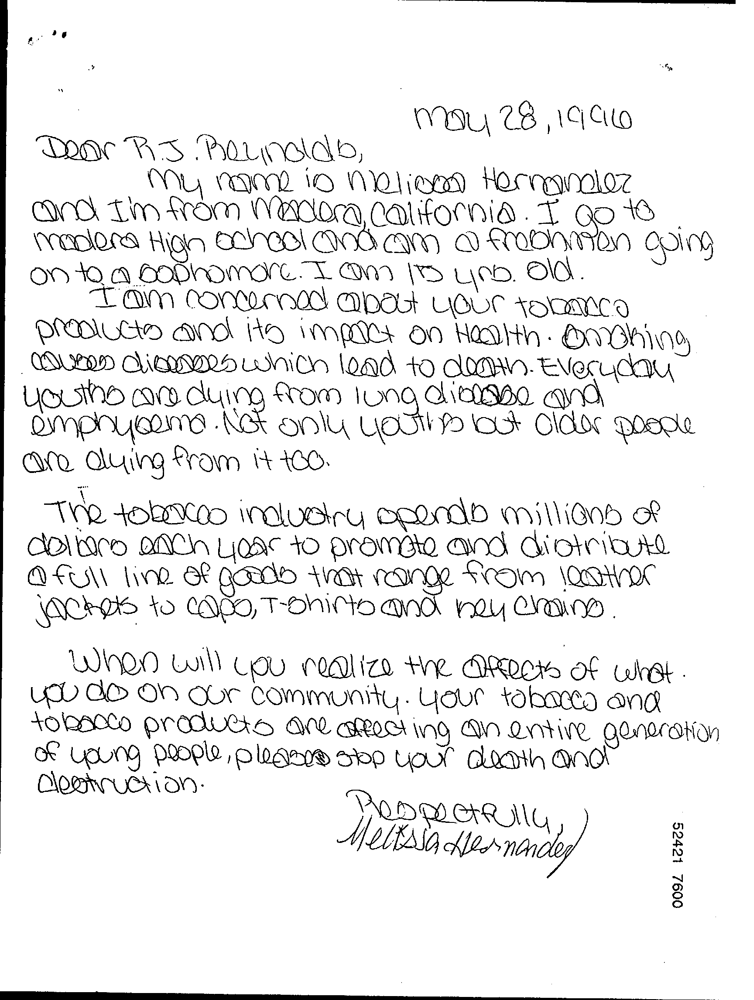 May 28, 1996
Dear R.J. Reynolds,
My name is Melissa Hernandez
and I'm from Madera, California. I go to
madera High school and am a freshmen going
on to a sophomore. I am 15 yrs. old.
I am concerned about your tobacco
products and its impact on Health. Smoking
causes diseases which lead to death. Everyday
youths are dying from lung disease and
emphysema. Not only youths but older people
are dying from it too.
The tobacco industry spends millions of
dollars each year to promote and distribute
a full line of goods that range from leather
jackets to caps, T-shirts and key chains.
When will you realize the affects of what
you do on our community. Your tobacco and
tobacco products are affecting an entire generation
of young people, please stop your death and
destruction.
Respectfully,
Melissa Hernandez
52421 7600